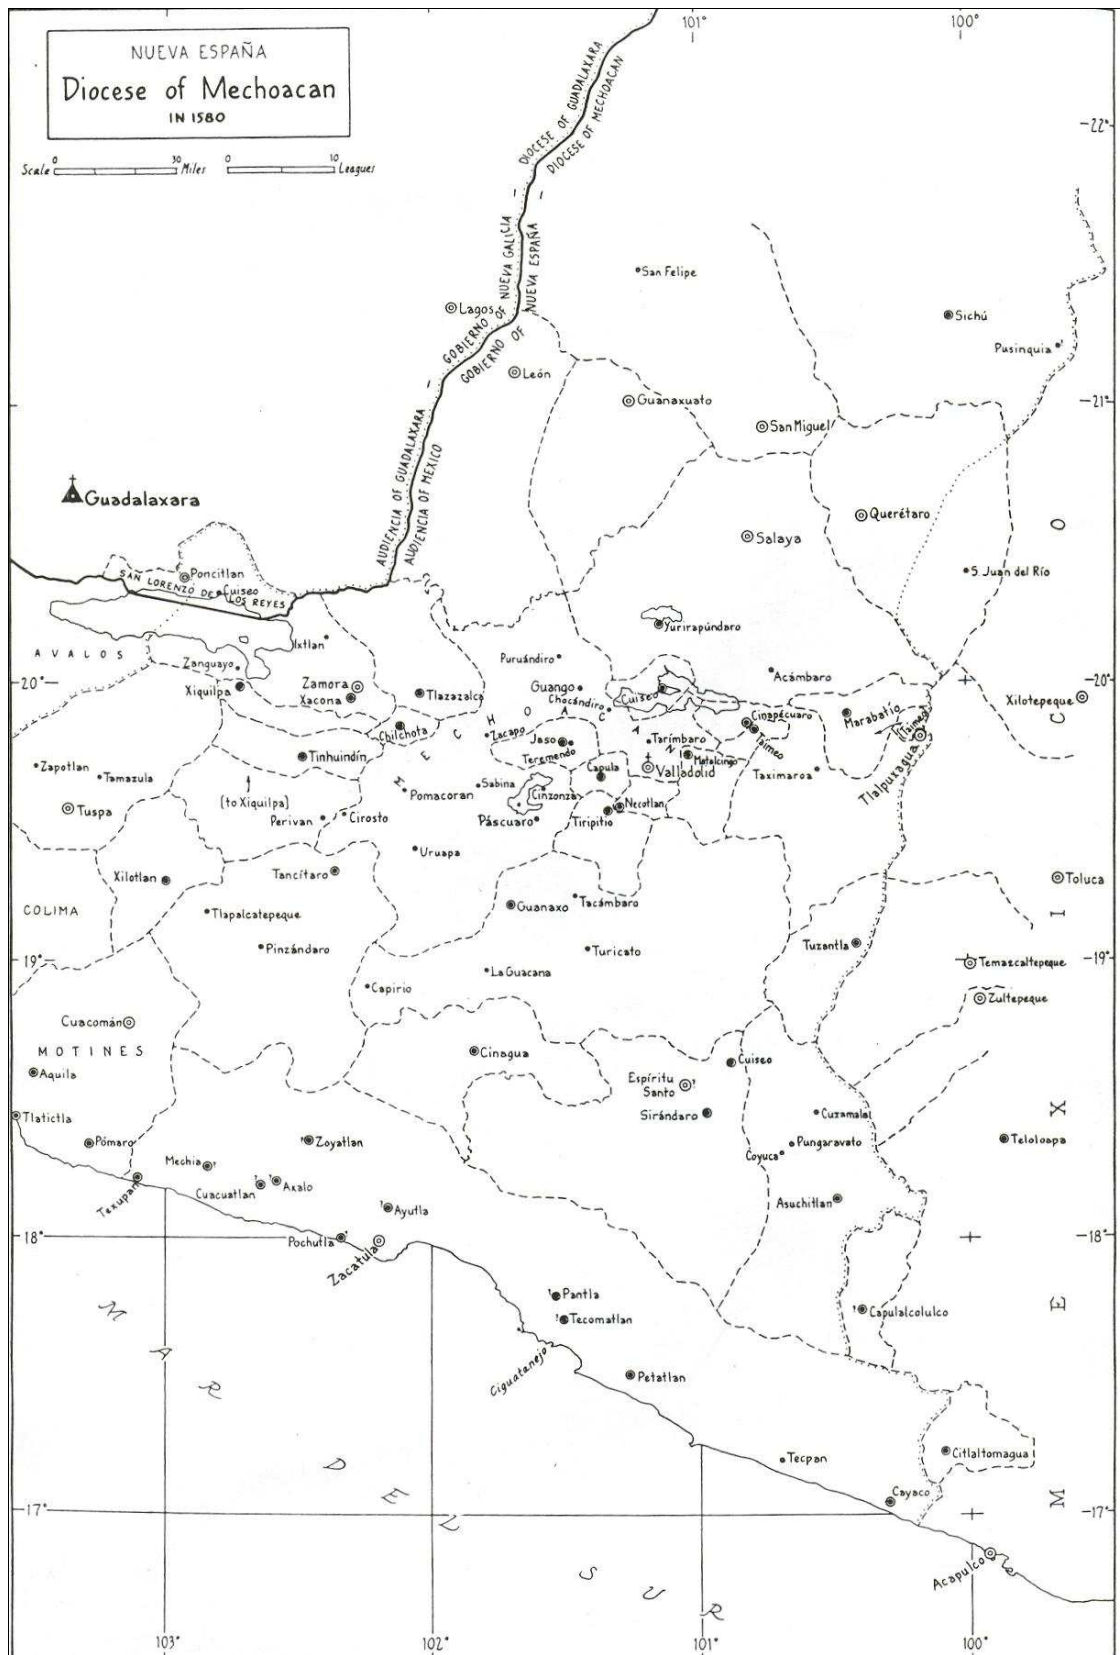 NUEVA ESPAÑA
Diocese of Mechoacan
IN 1580
Scale 0 30 Miles 0 10 Leagues
101° 100°
DIOCESE OF GUADALAXARA
DIOCESE OF MECHOACAN
22°
GOBIERNO OF NUEVA GALICIA
GOBIERNO OF NUEVA ESPAÑA
San Felipe
Lagos
Sichú
Pusinquia?
León
Guanaxuato
21°
San Miguel
AUDIENCIA OF GUADALAXARA
AUDIENCIA OF MEXICO
Guadalaxara
Querétaro
Salaya
Poncitlan
S. Juan del Río
SAN LORENZO DE LOS REYES
Cuiseo
Yurirapúndaro
Ixtlan
AVALOS
Zanguayo
Puruándiro
Acámbaro
20°
20°
Xiquilpa
Zamora
Xacona
Tlazazalca
Guango
Chocándiro
Cuiseo
Xilotepeque
MECHOACAN
Chilchota
Zacapo
Cinapécuaro
Taimeo
Marabatío
(Taimeo)
Tlalpuxagua
Tinhuindín
Jaso
Teremendo
Tarímbaro
Matalcingo
Valladolid
Taximaroa
Zapotlan
Tamazula
Capula
[to Xiquilpa]
Pomacoran
Sabina
Cinzonza
Necotlan
Tuspa
Perivan
Cirosto
Páscuaro
Tiripitio
Uruapa
Xilotlan
Tancítaro
Toluca
COLIMA
Tlapalcatepeque
Guanaxo
Tacámbaro
Pinzándaro
Turicato
Tuzantla
19°
19°
La Guacana
Temazcaltepeque
Capirio
Zultepeque
Cuacomán
MOTINES
Cinagua
Cuiseo
Aquila
Espíritu Santo?
Tlatictla
Sirándaro
Cuzamala
Pómaro
?Zoyatlan
Pungaravato
Teloloapa
Mechia?
Coyuca
Texupan
Cuacuatlan?
?Axalo
Asuchitlan
?Ayutla
18°
18°
Pochutla?
Zacatula
?Pantla
?Capulalcolulco
?Tecomatlan
Ciguatanejo
Petatlan
Citlaltomagua
Tecpan
Cayaco
17°
17°
Acapulco
MEXICO
MAR DEL SUR
103° 102° 101° 100°